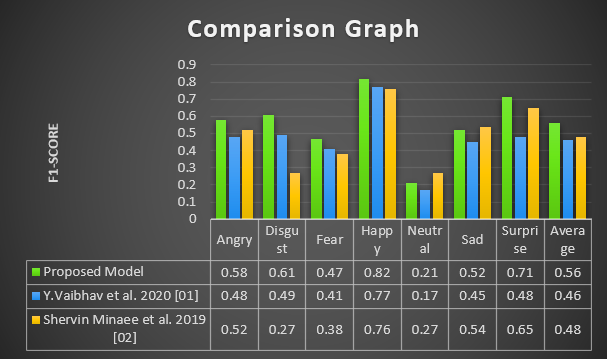 Comparison Graph
F1-SCORE
0.9
0.8
0.7
0.6
0.5
0.4
0.3
0.2
0.1
0
Angry Disgu Fear Happ Neutr Sad Surpri Avera
st y al se ge
Proposed Model 0.58 0.61 0.47 0.82 0.21 0.52 0.71 0.56
Y.Vaibhav et al. 2020 [01] 0.48 0.49 0.41 0.77 0.17 0.45 0.48 0.46
Shervin Minaee et al. 2019
[02] 0.52 0.27 0.38 0.76 0.27 0.54 0.65 0.48